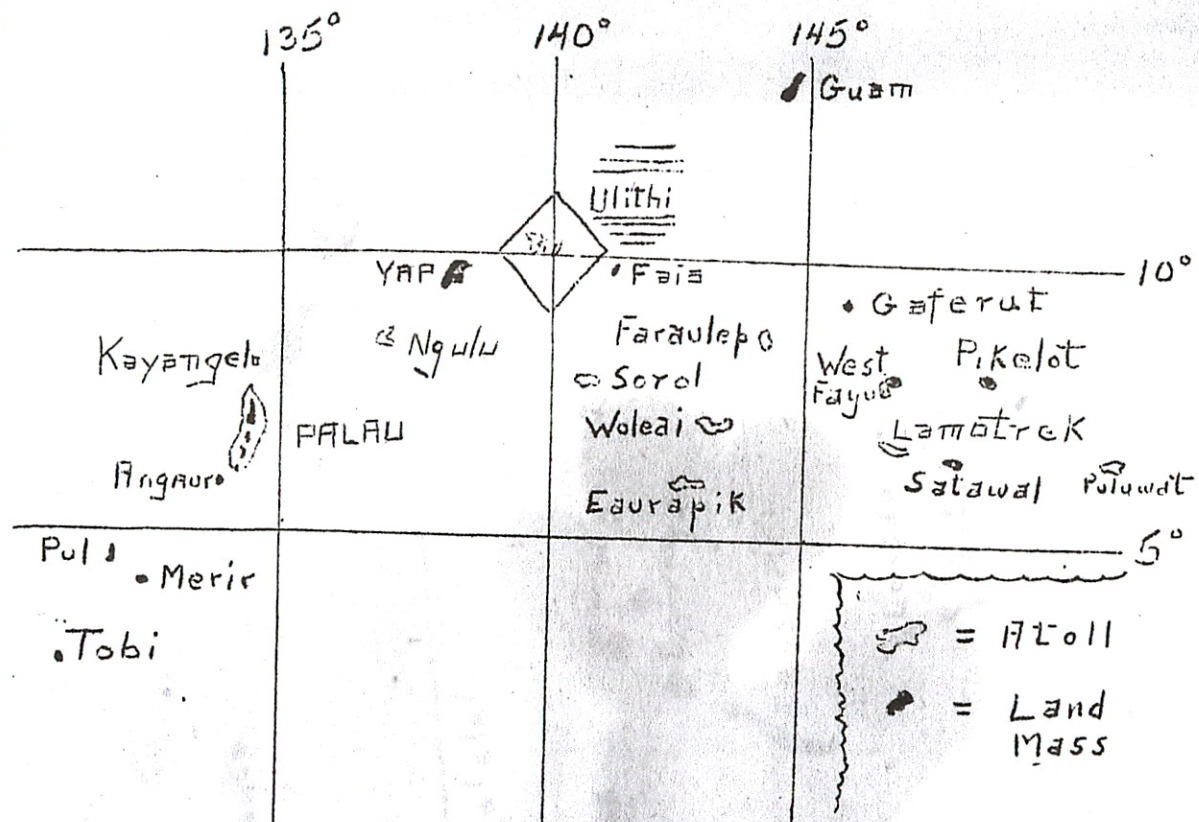 135°
140°
145°
Guam
Ulithi
YAP
Fais
10°
Gaferut
Kayangel
Ngulu
Faraulep
West
Fayu
Pikelot
Sorol
PALAU
Woleai
Lamotrek
Angaur
Satawal
Puluwat
Eaurapik
5°
Pul
Merir
Tobi
= Atoll
= Land
Mass